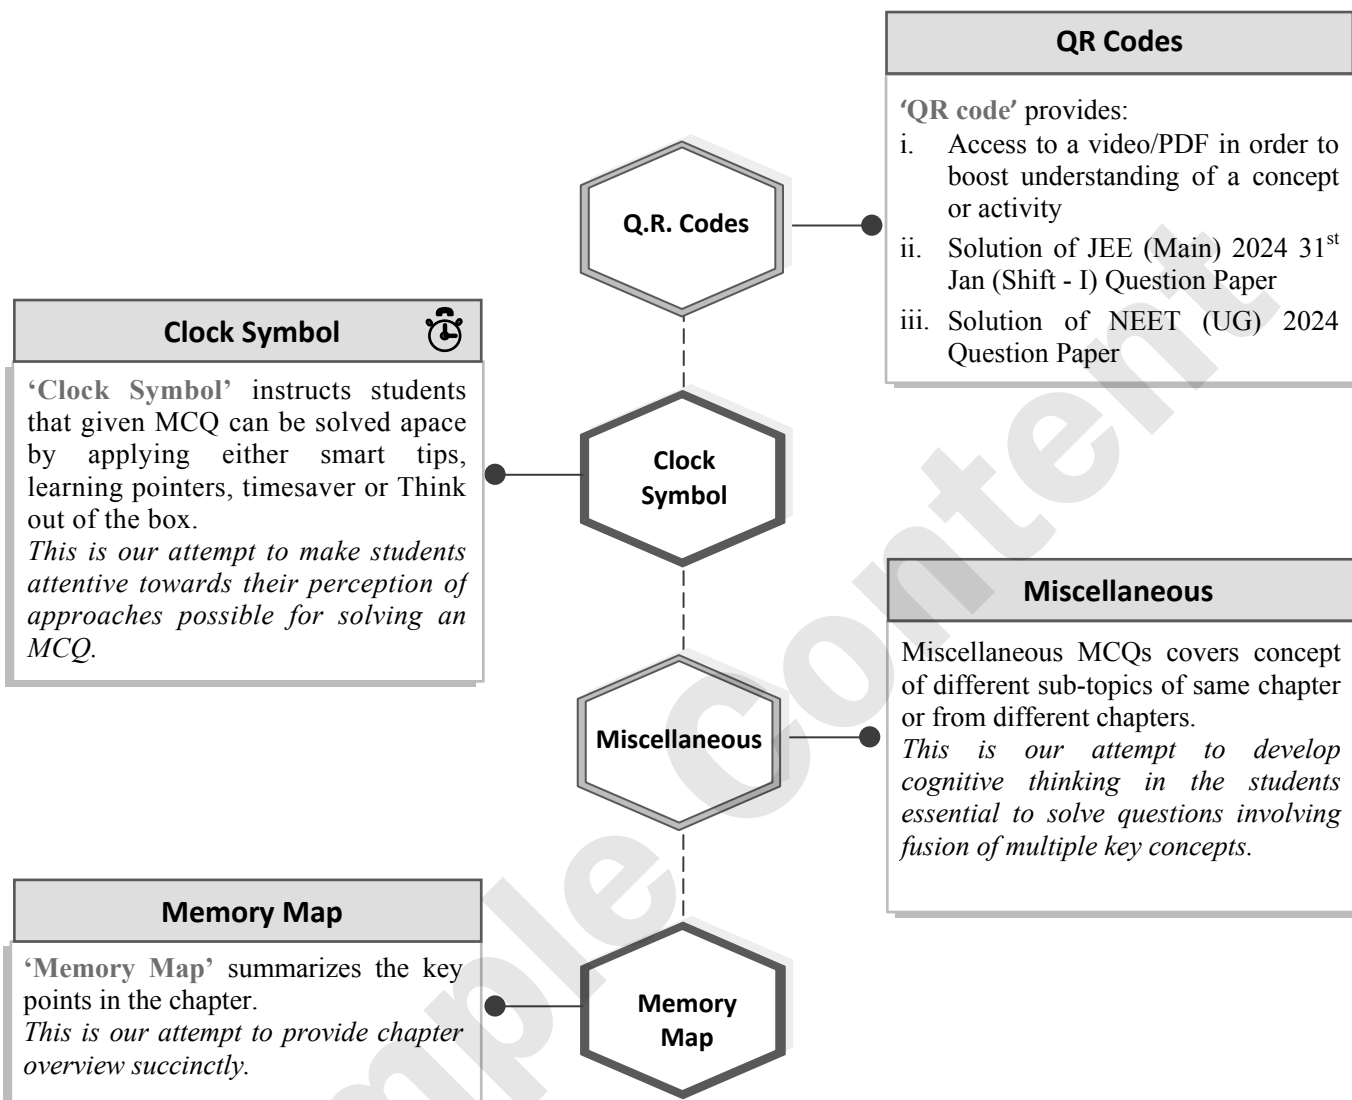 QR Codes
‘QR code’ provides:
i. Access to a video/PDF in order to
boost understanding of a concept
or activity
ii. Solution of JEE (Main) 2024 31st
Jan (Shift - I) Question Paper
iii. Solution of NEET (UG) 2024
Question Paper
Q.R. Codes
Clock Symbol
‘Clock Symbol’ instructs students
that given MCQ can be solved apace
by applying either smart tips,
learning pointers, timesaver or Think
out of the box.
This is our attempt to make students
attentive towards their perception of
approaches possible for solving an
MCQ.
Clock
Symbol
Miscellaneous
Miscellaneous MCQs covers concept
of different sub-topics of same chapter
or from different chapters.
This is our attempt to develop
cognitive thinking in the students
essential to solve questions involving
fusion of multiple key concepts.
Miscellaneous
Memory Map
‘Memory Map’ summarizes the key
points in the chapter.
This is our attempt to provide chapter
overview succinctly.
Memory
Map
mple Content